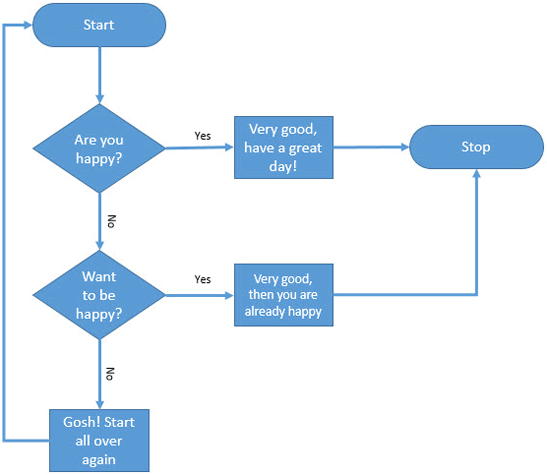 Start
Are you
happy?
Yes
Very good,
have a great
day!
Stop
No
Want
to be
happy?
Yes
Very good,
then you are
already happy
No
Gosh! Start
all over
again